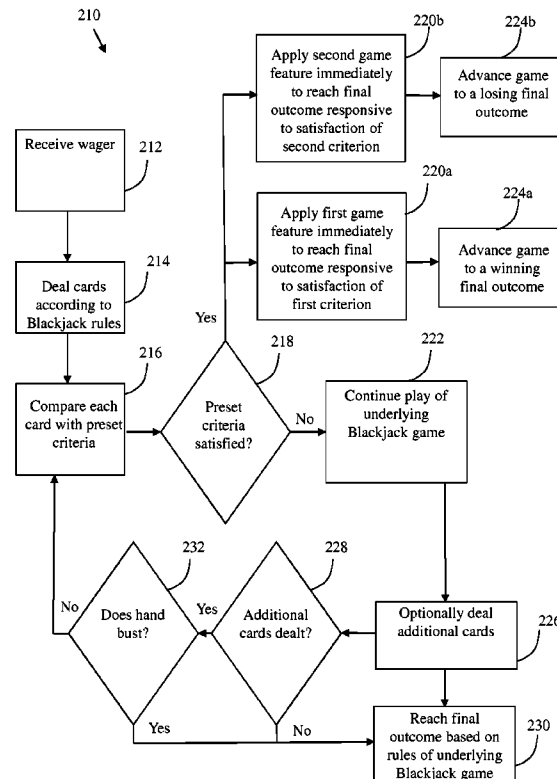 210
220b
224b
Apply second game
feature immediately
to reach final
outcome responsive
to satisfaction of
second criterion
Advance game
to a losing final
outcome
Receive wager
212
220a
224a
Apply first game
feature immediately
to reach final
outcome responsive
to satisfaction of
first criterion
Advance game
to a winning final
outcome
214
Deal cards
according to
Blackjack rules
Yes
216
218
222
Compare each
card with preset
criteria
Preset
criteria
satisfied?
No
Continue play of
underlying
Blackjack game
232
228
No
Does hand
bust?
Yes
Additional
cards dealt?
Optionally deal
additional cards
226
Yes
No
Reach final
outcome based on
rules of underlying
Blackjack game
230